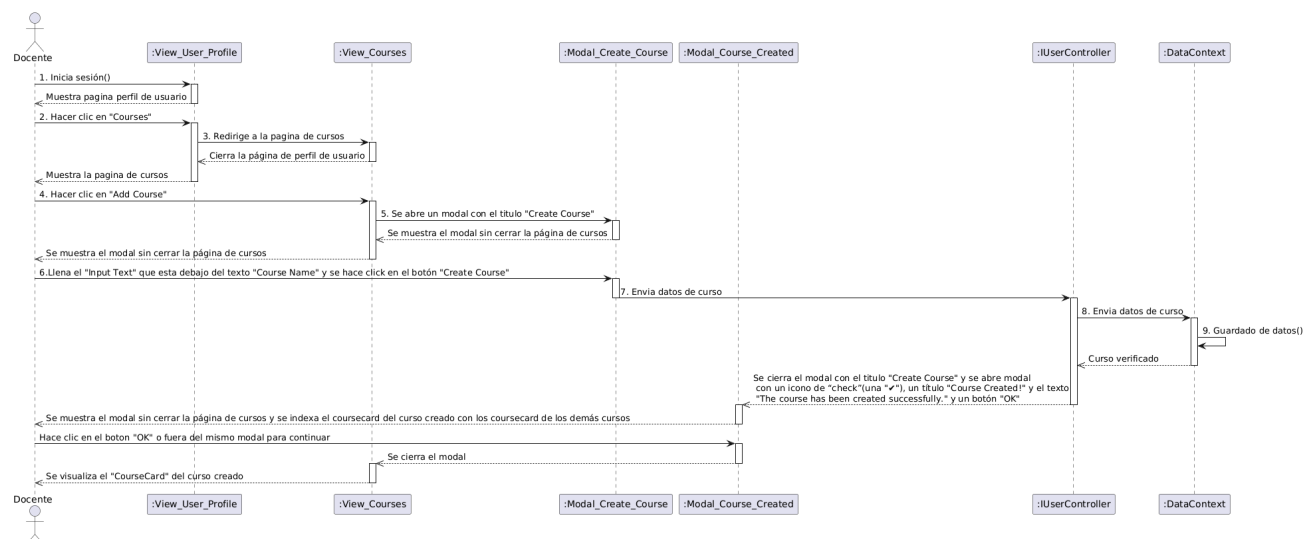 Docente
:View_User_Profile
:View_Courses
:Modal_Create_Course
:Modal_Course_Created
:IUserController
:DataContext
1. Inicia sesión()
Muestra pagina perfil de usuario
2. Hacer clic en "Courses"
3. Redirige a la pagina de cursos
Cierra la página de perfil de usuario
Muestra la pagina de cursos
4. Hacer clic en "Add Course"
5. Se abre un modal con el titulo "Create Course"
Se muestra el modal sin cerrar la página de cursos
Se muestra el modal sin cerrar la página de cursos
6.Llena el "Input Text" que esta debajo del texto "Course Name" y se hace click en el botón "Create Course"
7. Envia datos de curso
8. Envia datos de curso
9. Guardado de datos()
Curso verificado
Se cierra el modal con el titulo "Create Course" y se abre modal
con un icono de "check"(una "✔"), un título "Course Created!" y el texto
"The course has been created successfully." y un botón "OK"
Se muestra el modal sin cerrar la página de cursos y se indexa el coursecard del curso creado con los coursecard de los demás cursos
Hace clic en el boton "OK" o fuera del mismo modal para continuar
Se cierra el modal
Se visualiza el "CourseCard" del curso creado
Docente
:View_User_Profile
:View_Courses
:Modal_Create_Course
:Modal_Course_Created
:IUserController
:DataContext